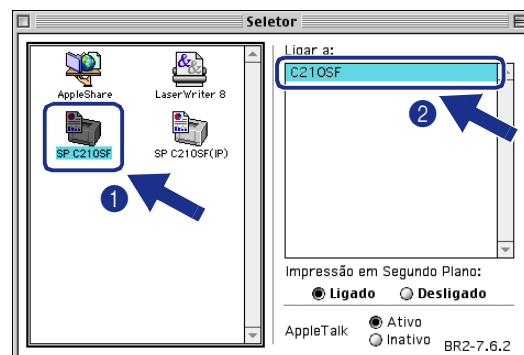 Seletor
AppleShare
LaserWriter 8
SP C210SF
SP C210SF(IP)
1
Ligar a:
C210SF
2
Impressão em Segundo Plano:
Ligado Desligado
AppleTalk
Ativo
Inativo
BR2-7.6.2